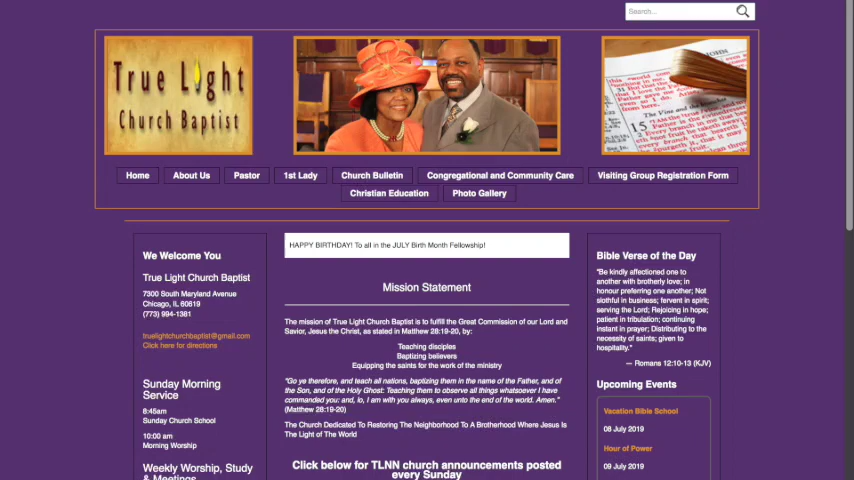 Search...
True Light
Church Baptist
JOHN
The Vine and the
15
Home
About Us
Pastor
1st Lady
Church Bulletin
Congregational and Community Care
Visiting Group Registration Form
Christian Education
Photo Gallery
We Welcome You
True Light Church Baptist
7300 South Maryland Avenue
Chicago, IL 60619
(773) 994-1381
truelightchurchbaptist@gmail.com
Click here for directions
Sunday Morning
Service
8:45am
Sunday Church School
10:00 am
Morning Worship
Weekly Worship, Study
& Meetings
HAPPY BIRTHDAY! To all in the JULY Birth Month Fellowship!
Mission Statement
The mission of True Light Church Baptist is to fulfill the Great Commission of our Lord and
Savior, Jesus the Christ, as stated in Matthew 28:19-20, by:
Teaching disciples
Baptizing believers
Equipping the saints for the work of the ministry
"Go ye therefore, and teach all nations, baptizing them in the name of the Father, and of
the Son, and of the Holy Ghost: Teaching them to observe all things whatsoever I have
commanded you: and, lo, I am with you always, even unto the end of the world. Amen."
(Matthew 28:19-20)
The Church Dedicated To Restoring The Neighborhood To A Brotherhood Where Jesus Is
The Light of The World
Click below for TLNN church announcements posted
every Sunday
Bible Verse of the Day
"Be kindly affectioned one to
another with brotherly love; in
honour preferring one another; Not
slothful in business; fervent in spirit;
serving the Lord; Rejoicing in hope;
patient in tribulation; continuing
instant in prayer; Distributing to the
necessity of saints; given to
hospitality."
— Romans 12:10-13 (KJV)
Upcoming Events
Vacation Bible School
08 July 2019
Hour of Power
09 July 2019